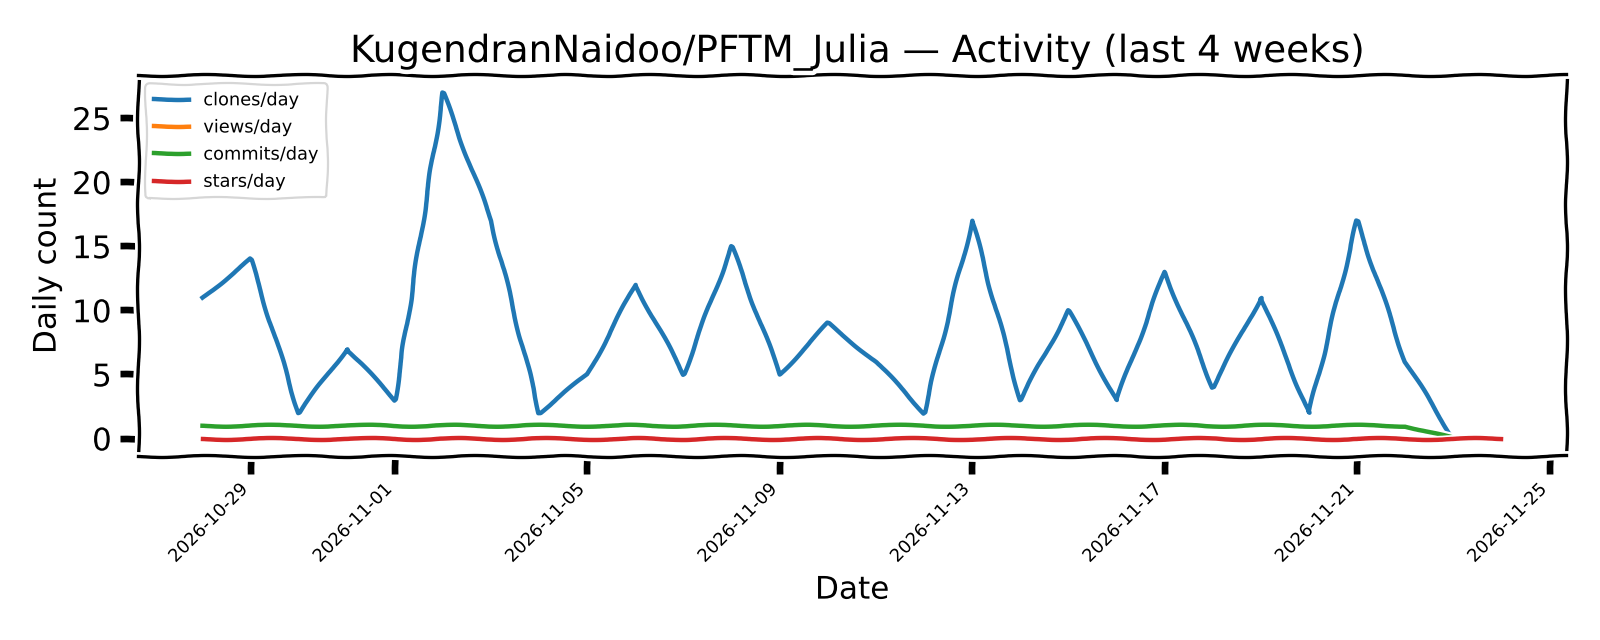 KugendranNaidoo/PFTM_Julia — Activity (last 4 weeks)
clones/day
views/day
commits/day
stars/day
Daily count
25
20
15
10
5
0
2026-10-29
2026-11-01
2026-11-05
2026-11-09
2026-11-13
2026-11-17
2026-11-21
2026-11-25
Date